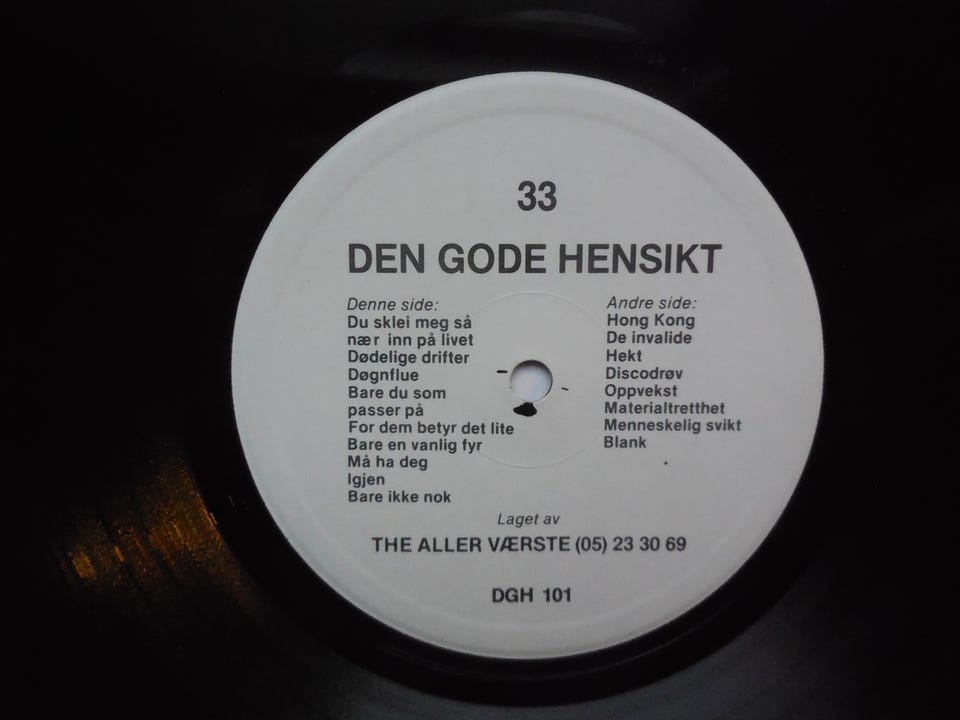 33
DEN GODE HENSIKT
Denne side:
Du sklei meg så
nær inn på livet
Dødelige drifter
Døgnflue
Bare du som
passer på
For dem betyr det lite
Bare en vanlig fyr
Må ha deg
Igjen
Bare ikke nok
Andre side:
Hong Kong
De invalide
Hekt
Discodrøv
Oppvekst
Materialtretthet
Menneskelig svikt
Blank
Laget av
THE ALLER VÆRSTE (05) 23 30 69
DGH 101